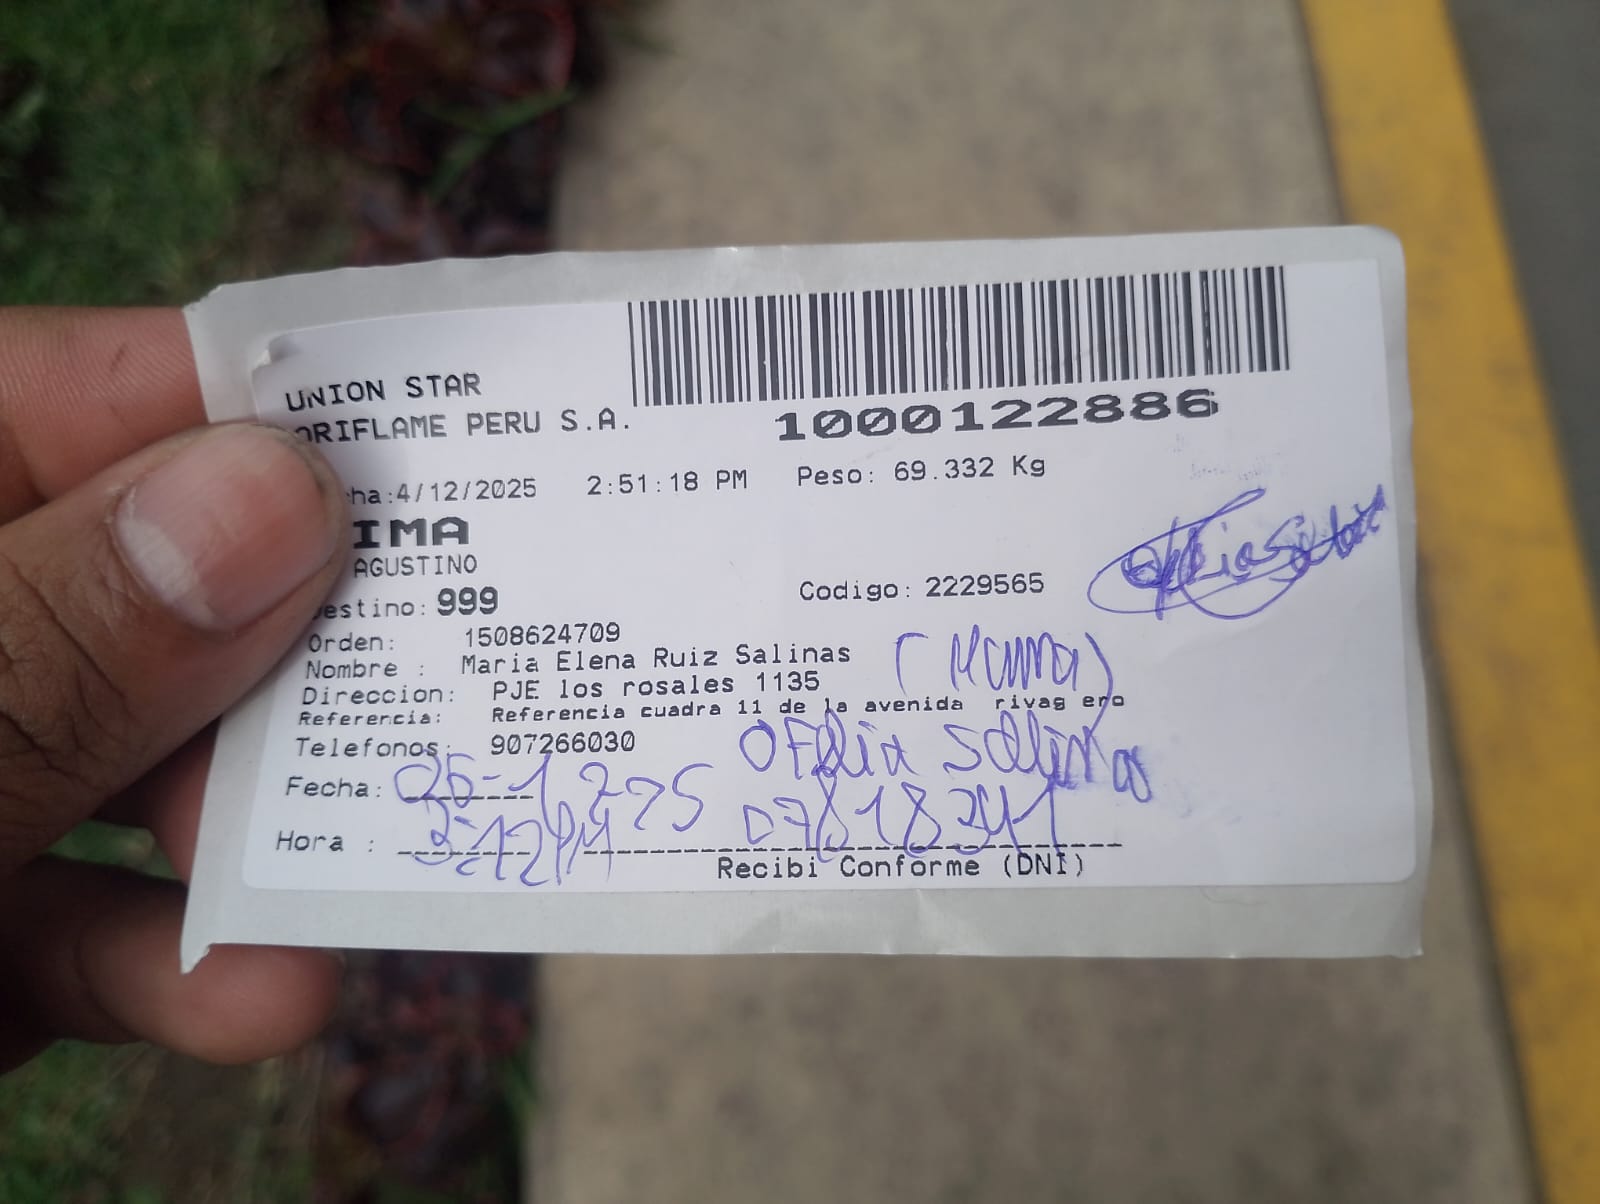 UNION STAR
ORIFLAME PERU S.A.
1000122886
ha:4/12/2025 2:51:18 PM Peso: 69.332 Kg
IMA
AGUSTINO
estino: 999 Codigo: 2229565
Orden: 1508624709
Nombre : Maria Elena Ruiz Salinas (Mama)
Direccion: PJE los rosales 1135
Referencia: Referencia cuadra 11 de la avenida rivag ero
Telefonos: 907266030 OFelia Salinas
Fecha:
Hora : 3:12PM
Recibi Conforme (DNI)